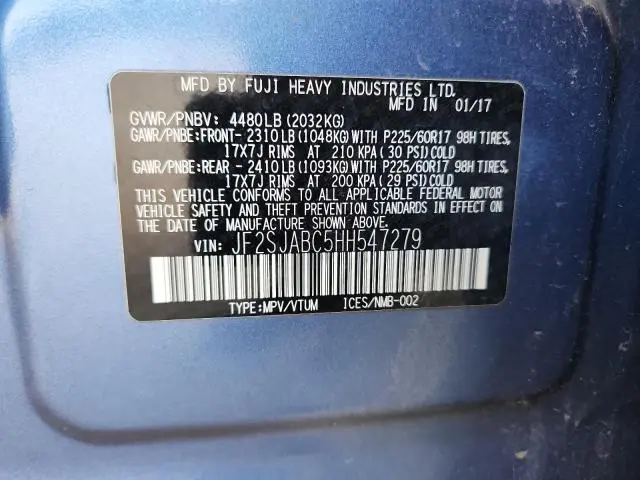 MFD BY FUJI HEAVY INDUSTRIES LTD.
MFD IN 01/17
GVWR/PNBV: 4480LB (2032KG)
GAWR/PNBE:FRONT- 2310LB (1048KG)WITH P225/60R17 98H TIRES,
17X7J RIMS AT 210 KPA (30 PSI)COLD
GAWR/PNBE:REAR - 2410LB (1093KG)WITH P225/60R17 98H TIRES,
17X7J RIMS AT 200 KPA (29 PSI)COLD
THIS VEHICLE CONFORMS TO ALL APPLICABLE FEDERAL MOTOR
VEHICLE SAFETY AND THEFT PREVENTION STANDARDS IN EFFECT ON
THE DATE OF MANUFACTURE SHOWN ABOVE.
VIN: JF2SJABC5HH547279
TYPE:MPV/VTUM ICES/NMB-002